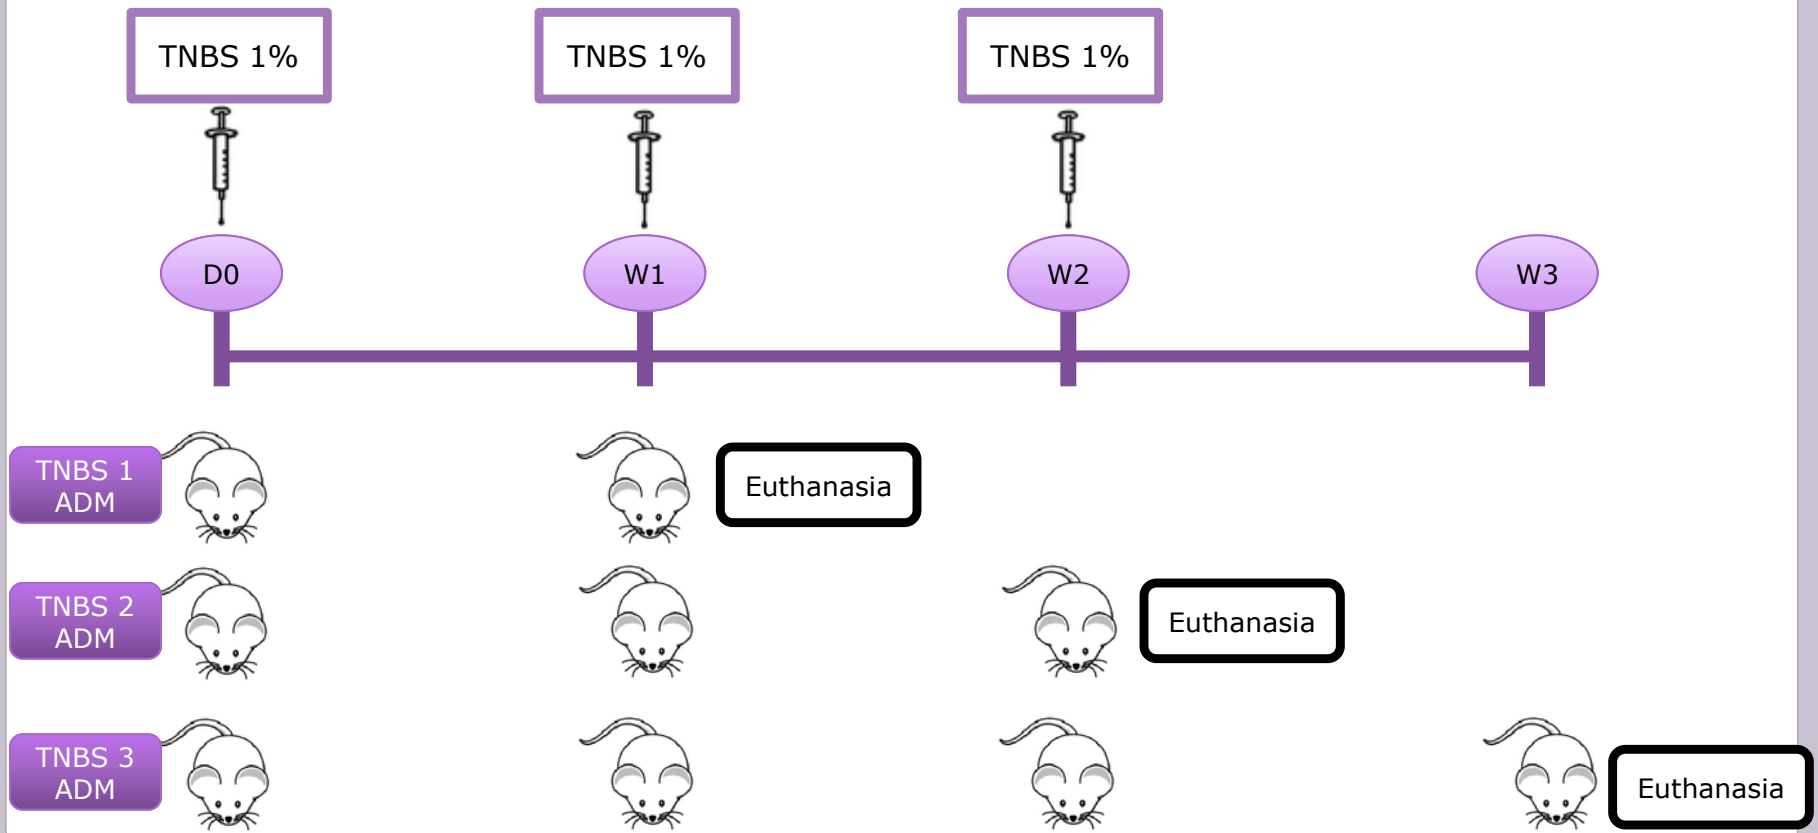 TNBS 1%
TNBS 1%
TNBS 1%
D0
W1
W2
W3
TNBS 1
ADM
Euthanasia
TNBS 2
ADM
Euthanasia
TNBS 3
ADM
Euthanasia